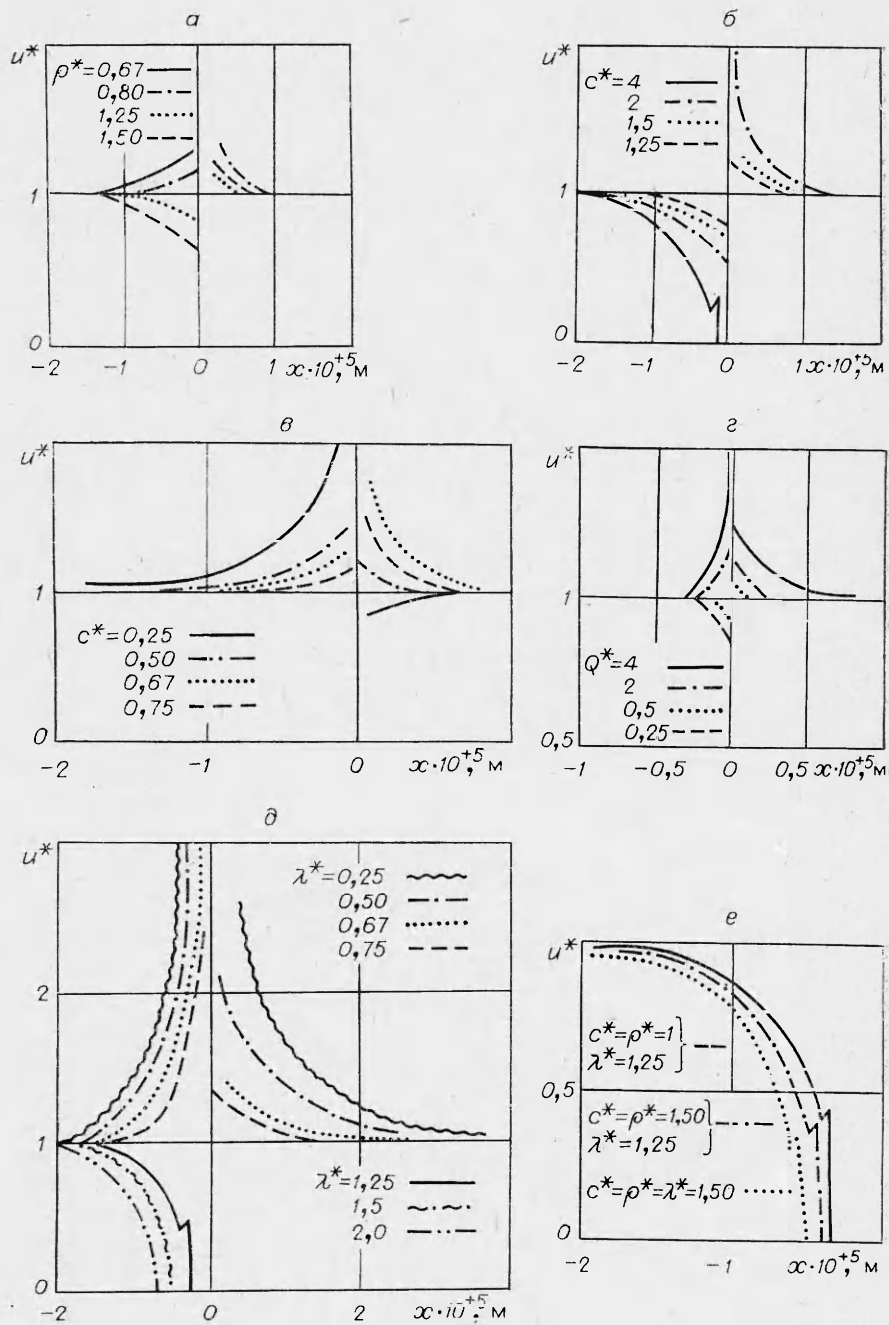 а
u*
ρ*=0,67
0,80
1,25
1,50
1
0
-2
-1
0
1
x·10⁺⁵, м
б
u*
c*=4
2
1,5
1,25
1
0
-2
-1
0
1
x·10⁺⁵, м
в
u*
1
c*=0,25
0,50
0,67
0,75
0
-2
-1
0
x·10⁺⁵, м
г
u*
1
Q*=4
2
0,5
0,25
0,5
-1
-0,5
0
0,5
x·10⁺⁵, м
д
u*
λ*=0,25
0,50
0,67
0,75
2
1
λ*=1,25
1,5
2,0
0
-2
0
2
x·10⁺⁵, м
е
u*
c*=ρ*=1
λ*=1,25
0,5
c*=ρ*=1,50
λ*=1,25
c*=ρ*=λ*=1,50
0
-2
-1
x·10⁺⁵, м